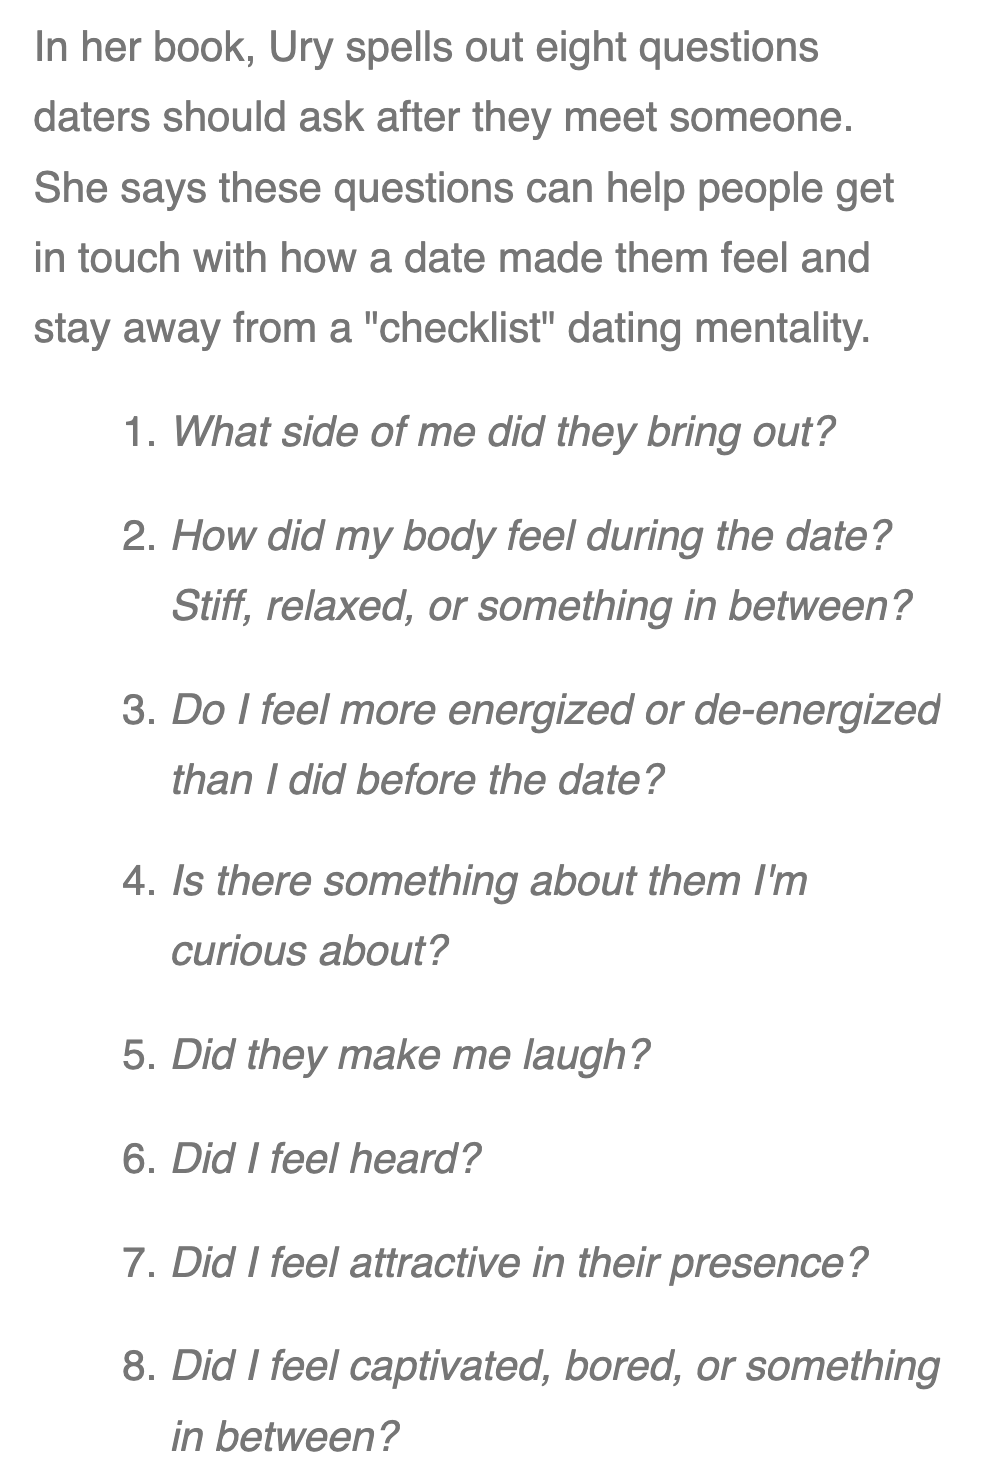 In her book, Ury spells out eight questions
daters should ask after they meet someone.
She says these questions can help people get
in touch with how a date made them feel and
stay away from a "checklist" dating mentality.
1. What side of me did they bring out?
2. How did my body feel during the date?
Stiff, relaxed, or something in between?
3. Do I feel more energized or de-energized
than I did before the date?
4. Is there something about them I'm
curious about?
5. Did they make me laugh?
6. Did I feel heard?
7. Did I feel attractive in their presence?
8. Did I feel captivated, bored, or something
in between?